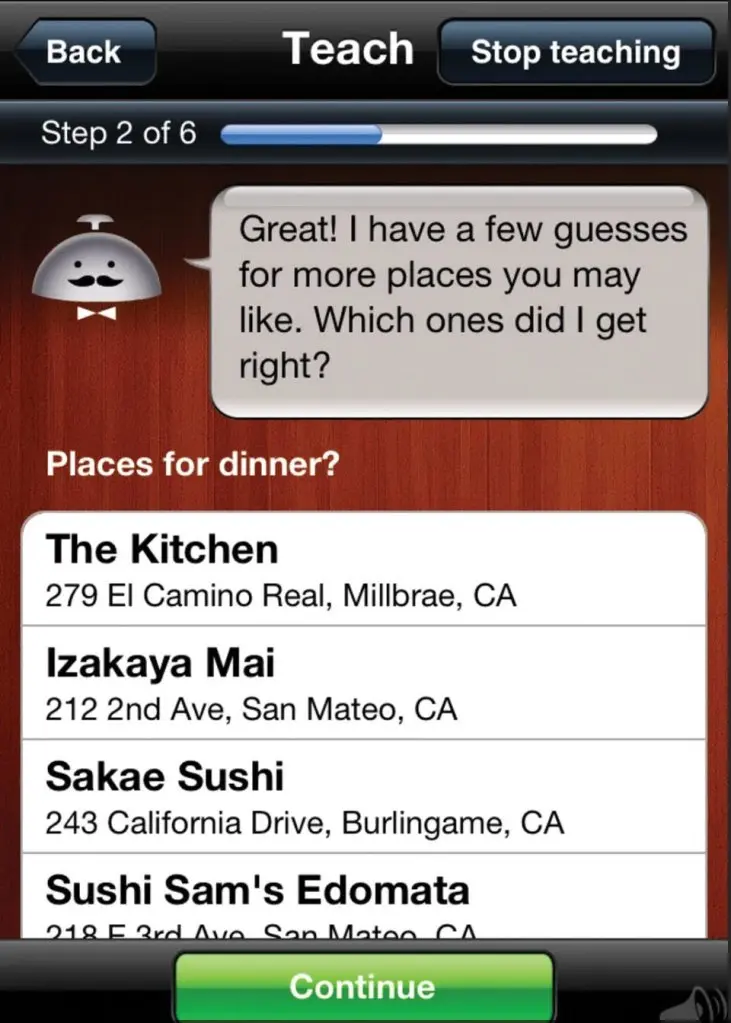 Back
Teach
Stop teaching
Step 2 of 6
Great! I have a few guesses
for more places you may
like. Which ones did I get
right?
Places for dinner?
The Kitchen
279 El Camino Real, Millbrae, CA
Izakaya Mai
212 2nd Ave, San Mateo, CA
Sakae Sushi
243 California Drive, Burlingame, CA
Sushi Sam's Edomata
218 E 3rd Ave, San Mateo, CA
Continue